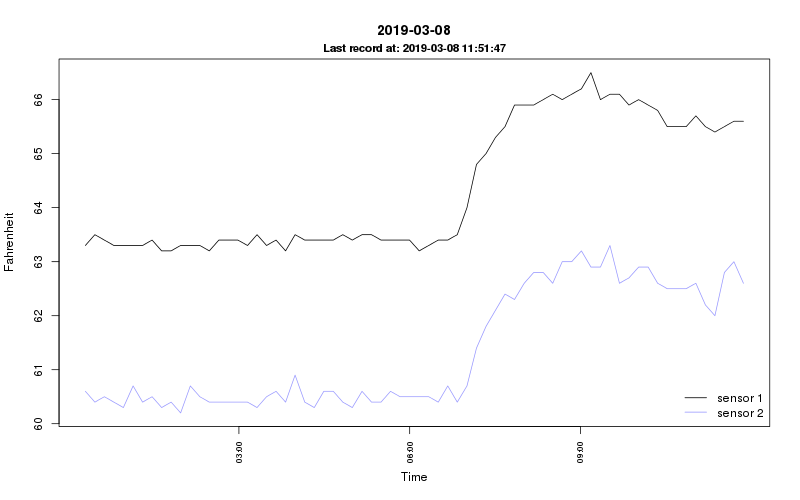 2019-03-08
Last record at: 2019-03-08 11:51:47
Fahrenheit
66
65
64
63
62
61
60
sensor 1
sensor 2
03:00
06:00
09:00
Time